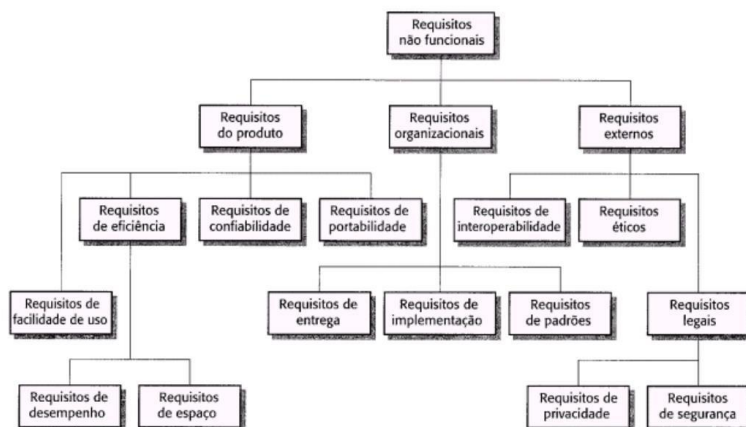 Requisitos
não funcionais
Requisitos
do produto
Requisitos
organizacionais
Requisitos
externos
Requisitos
de eficiência
Requisitos de
confiabilidade
Requisitos de
portabilidade
Requisitos de
interoperabilidade
Requisitos
éticos
Requisitos de
facilidade de uso
Requisitos de
entrega
Requisitos de
implementação
Requisitos
de padrões
Requisitos
legais
Requisitos de
desempenho
Requisitos
de espaço
Requisitos de
privacidade
Requisitos
de segurança